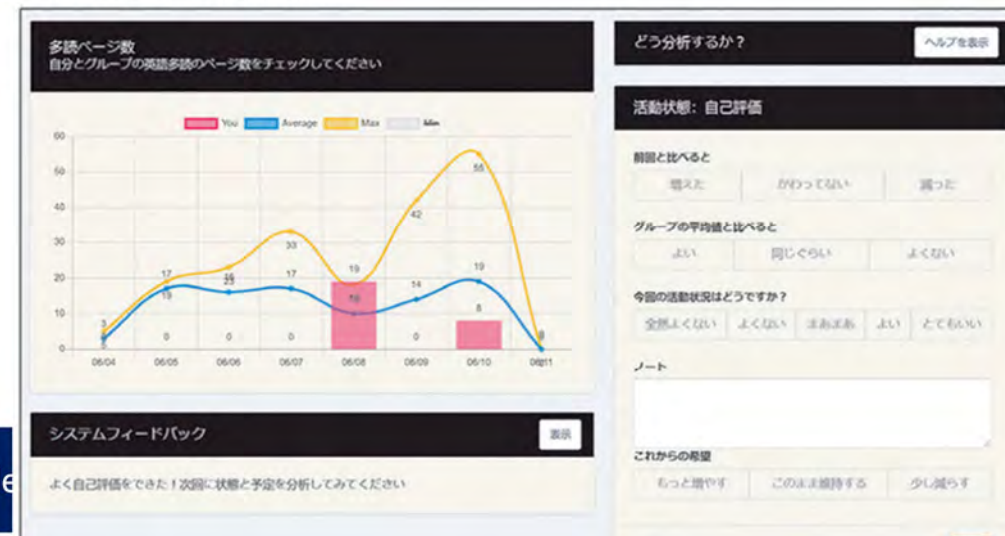 多読ページ数
自分とグループの英語多読のページ数をチェックしてください
You Average Max Min
60
50
40
30
20
10
0
3
5
17
19
0
16
23
0
33
17
0
19
19
10
42
14
0
55
19
8
0
06/04 06/05 06/06 06/07 06/08 06/09 06/10 06/11
システムフィードバック
表示
よく自己評価をできた!次回に状態と予定を分析してみてください
どう分析するか?
ヘルプを表示
活動状態: 自己評価
前回と比べると
増えた かわってない 減った
グループの平均値と比べると
よい 同じぐらい よくない
今回の活動状況はどうですか?
全然よくない よくない まあまあ よい とてもいい
ノート
これからの希望
もっと増やす このまま維持する 少し減らす
e